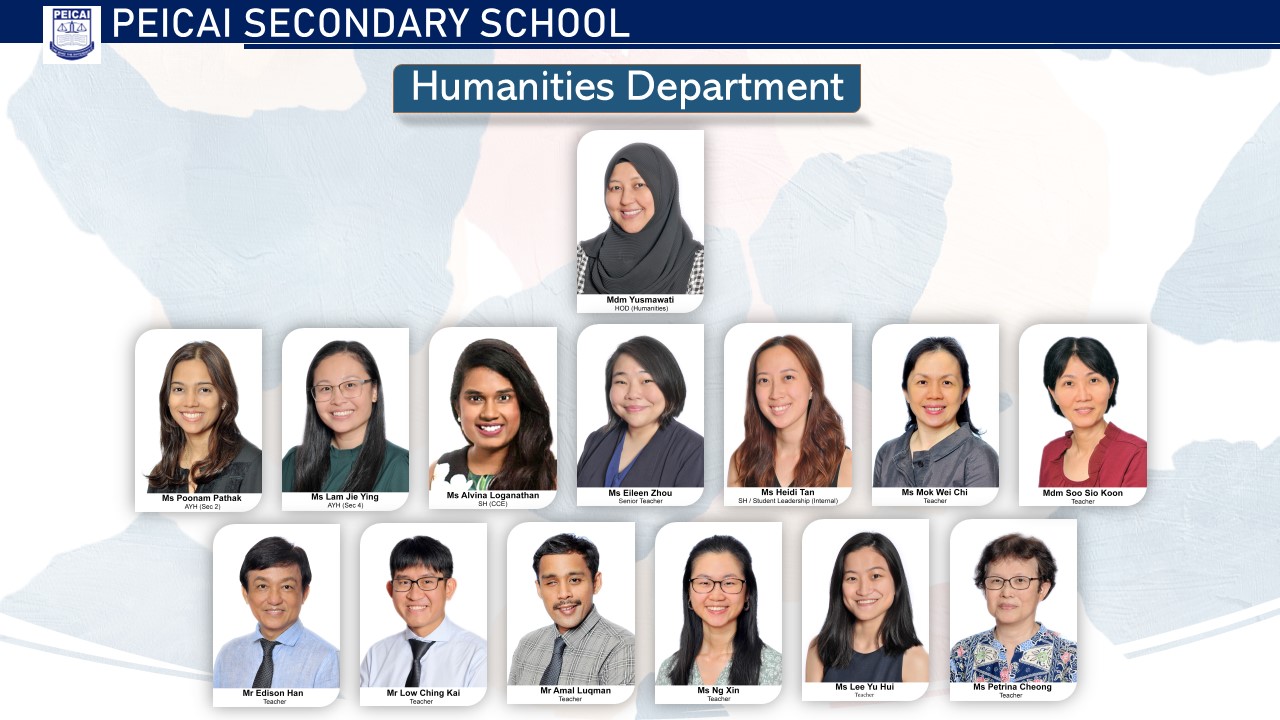 PEICAI
PEICAI SECONDARY SCHOOL
Humanities Department
Mdm Yusmawati
HOD (Humanities)
Ms Poonam Pathak
AYH (Sec 2)
Ms Lam Jie Ying
AYH (Sec 4)
Ms Alvina Loganathan
SH (CCE)
Ms Eileen Zhou
Senior Teacher
Ms Heidi Tan
SH / Student Leadership (Internal)
Ms Mok Wei Chi
Teacher
Mdm Soo Sio Koon
Teacher
Mr Edison Han
Teacher
Mr Low Ching Kai
Teacher
Mr Amal Luqman
Teacher
Ms Ng Xin
Teacher
Ms Lee Yu Hui
Teacher
Ms Petrina Cheong
Teacher